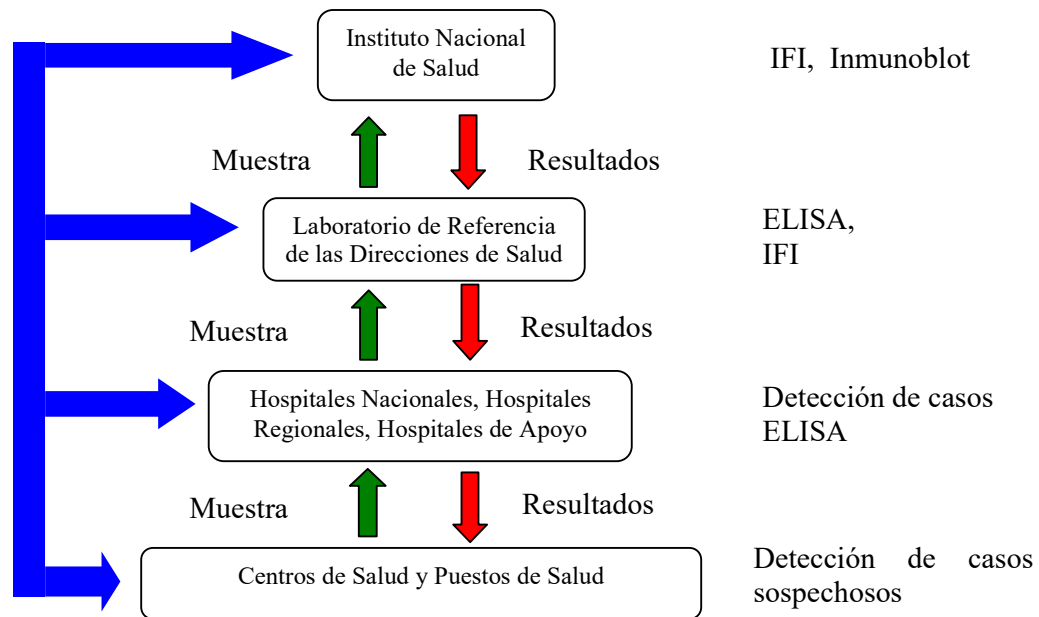 Instituto Nacional
de Salud
IFI, Inmunoblot
Muestra
Resultados
Laboratorio de Referencia
de las Direcciones de Salud
ELISA,
IFI
Muestra
Resultados
Hospitales Nacionales, Hospitales
Regionales, Hospitales de Apoyo
Detección de casos
ELISA
Muestra
Resultados
Centros de Salud y Puestos de Salud
Detección de casos
sospechosos